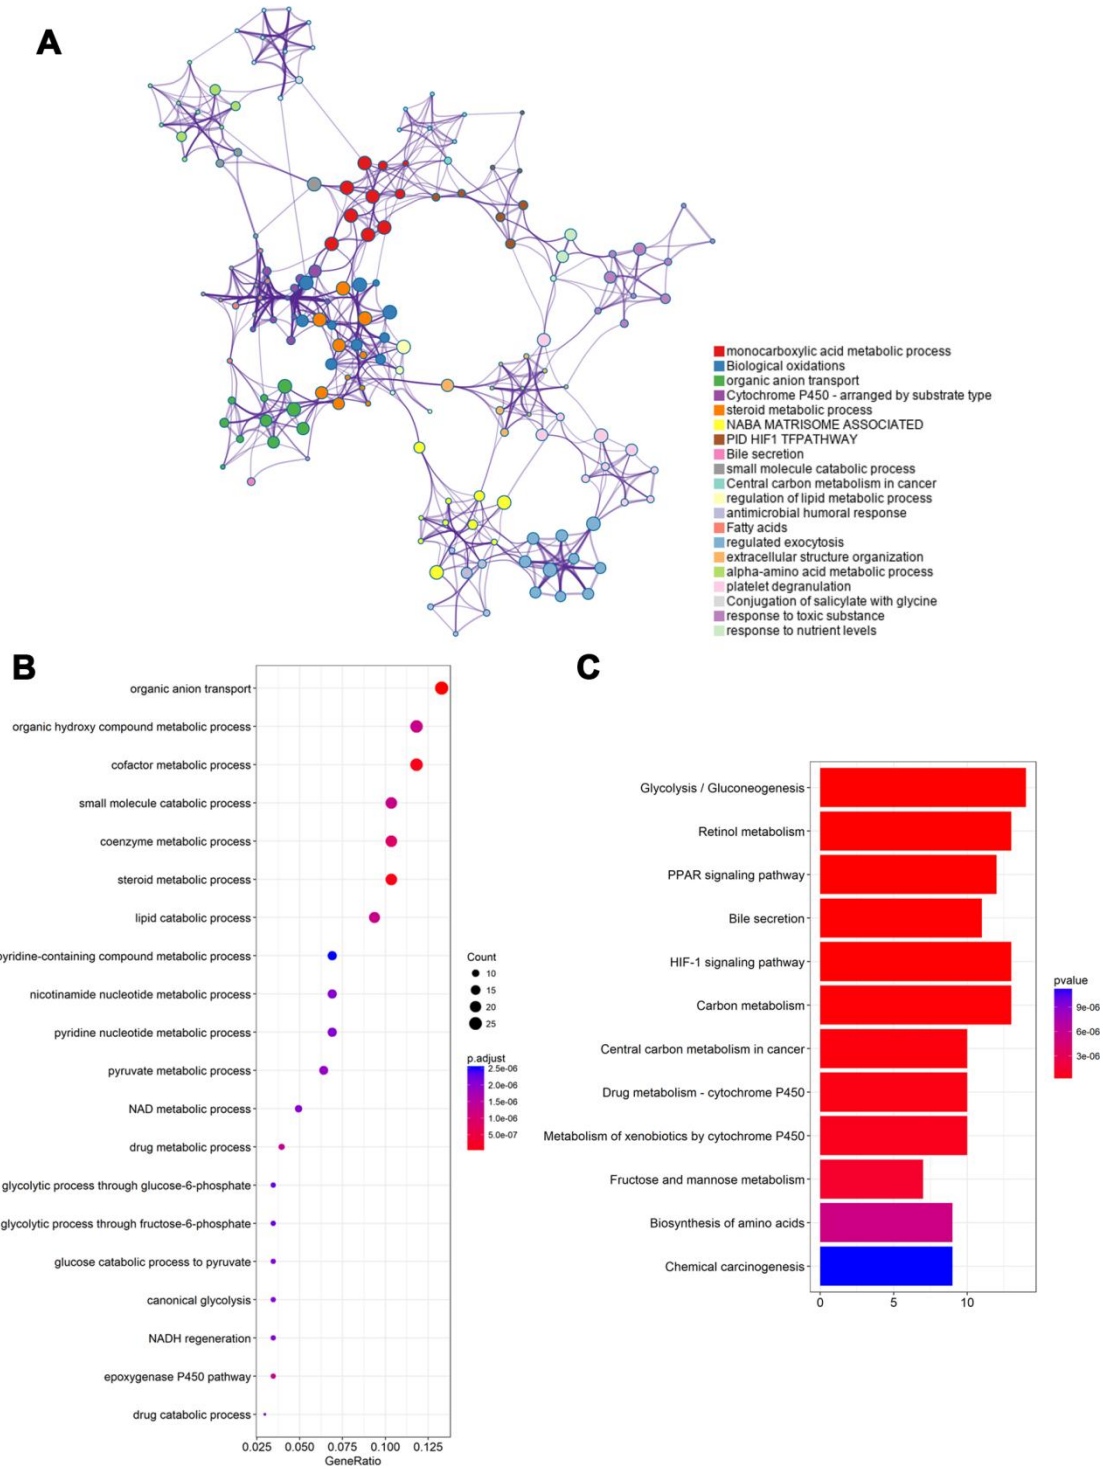 A
monocarboxylic acid metabolic process
Biological oxidations
organic anion transport
Cytochrome P450 - arranged by substrate type
steroid metabolic process
NABA MATRISOME ASSOCIATED
PID HIF1 TFPATHWAY
Bile secretion
small molecule catabolic process
Central carbon metabolism in cancer
regulation of lipid metabolic process
antimicrobial humoral response
Fatty acids
regulated exocytosis
extracellular structure organization
alpha-amino acid metabolic process
platelet degranulation
Conjugation of salicylate with glycine
response to toxic substance
response to nutrient levels
B
organic anion transport
organic hydroxy compound metabolic process
cofactor metabolic process
small molecule catabolic process
coenzyme metabolic process
steroid metabolic process
lipid catabolic process
pyridine-containing compound metabolic process
nicotinamide nucleotide metabolic process
pyridine nucleotide metabolic process
pyruvate metabolic process
NAD metabolic process
drug metabolic process
glycolytic process through glucose-6-phosphate
glycolytic process through fructose-6-phosphate
glucose catabolic process to pyruvate
canonical glycolysis
NADH regeneration
epoxygenase P450 pathway
drug catabolic process
0.025 0.050 0.075 0.100 0.125
GeneRatio
Count
10
15
20
25
p.adjust
2.5e-06
2.0e-06
1.5e-06
1.0e-06
5.0e-07
C
Glycolysis / Gluconeogenesis
Retinol metabolism
PPAR signaling pathway
Bile secretion
HIF-1 signaling pathway
Carbon metabolism
Central carbon metabolism in cancer
Drug metabolism - cytochrome P450
Metabolism of xenobiotics by cytochrome P450
Fructose and mannose metabolism
Biosynthesis of amino acids
Chemical carcinogenesis
0 5 10
pvalue
9e-06
6e-06
3e-06